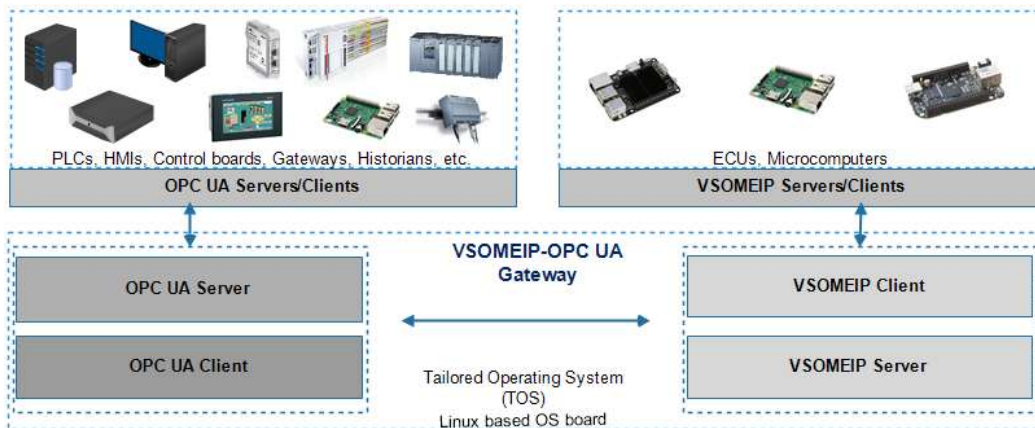 PLCs, HMIs, Control boards, Gateways, Historians, etc.
OPC UA Servers/Clients
ECUs, Microcomputers
VSOMEIP Servers/Clients
VSOMEIP-OPC UA
Gateway
OPC UA Server
OPC UA Client
VSOMEIP Client
VSOMEIP Server
Tailored Operating System
(TOS)
Linux based OS board